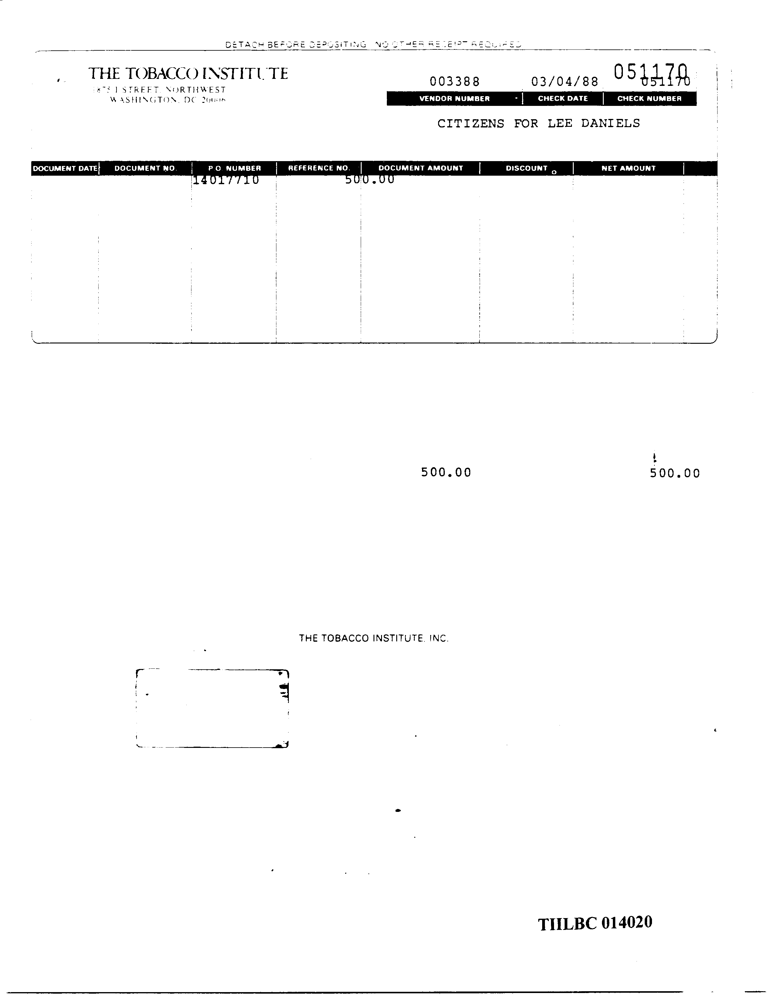 DETACH BEFORE DEPOSITING NO OTHER RECEIPT REQUIRED
THE TOBACCO INSTITUTE
1875 I STREET, NORTHWEST
WASHINGTON, DC 20006
003388 03/04/88 051170
051170
VENDOR NUMBER CHECK DATE CHECK NUMBER
CITIZENS FOR LEE DANIELS
DOCUMENT DATE DOCUMENT NO. P O NUMBER REFERENCE NO. DOCUMENT AMOUNT DISCOUNT NET AMOUNT
14017710 500.00
500.00 500.00
THE TOBACCO INSTITUTE, INC.
TIILBC 014020